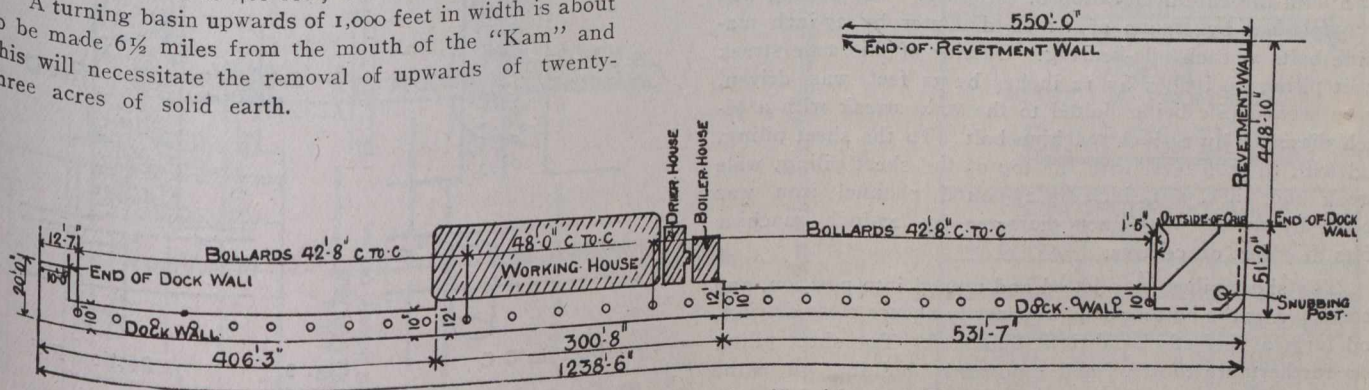 A turning basin upwards of 1,000 feet in width is about
o be made 6½ miles from the mouth of the "Kam" and
his will necessitate the removal of upwards of twenty-
hree acres of solid earth.
550'-0"
END OF REVETMENT WALL
REVETMENT WALL
448'-10"
DRIER HOUSE
BOILER HOUSE
12'-7"
BOLLARDS 42'-8" C TO C
48'-0" C TO C
BOLLARDS 42'-8" C-TO-C
1'-6"
OUTSIDE OF CRIB
END OF DOCK
WALL
20'-0"
10'-0"
END OF DOCK WALL
WORKING HOUSE
51'-2"
10'
DOCK WALL
10'
12'
12'
10'
DOCK WALL
10'
SNUBBING
POST.
406'-3"
300'-8"
531'-7"
1238'-6"